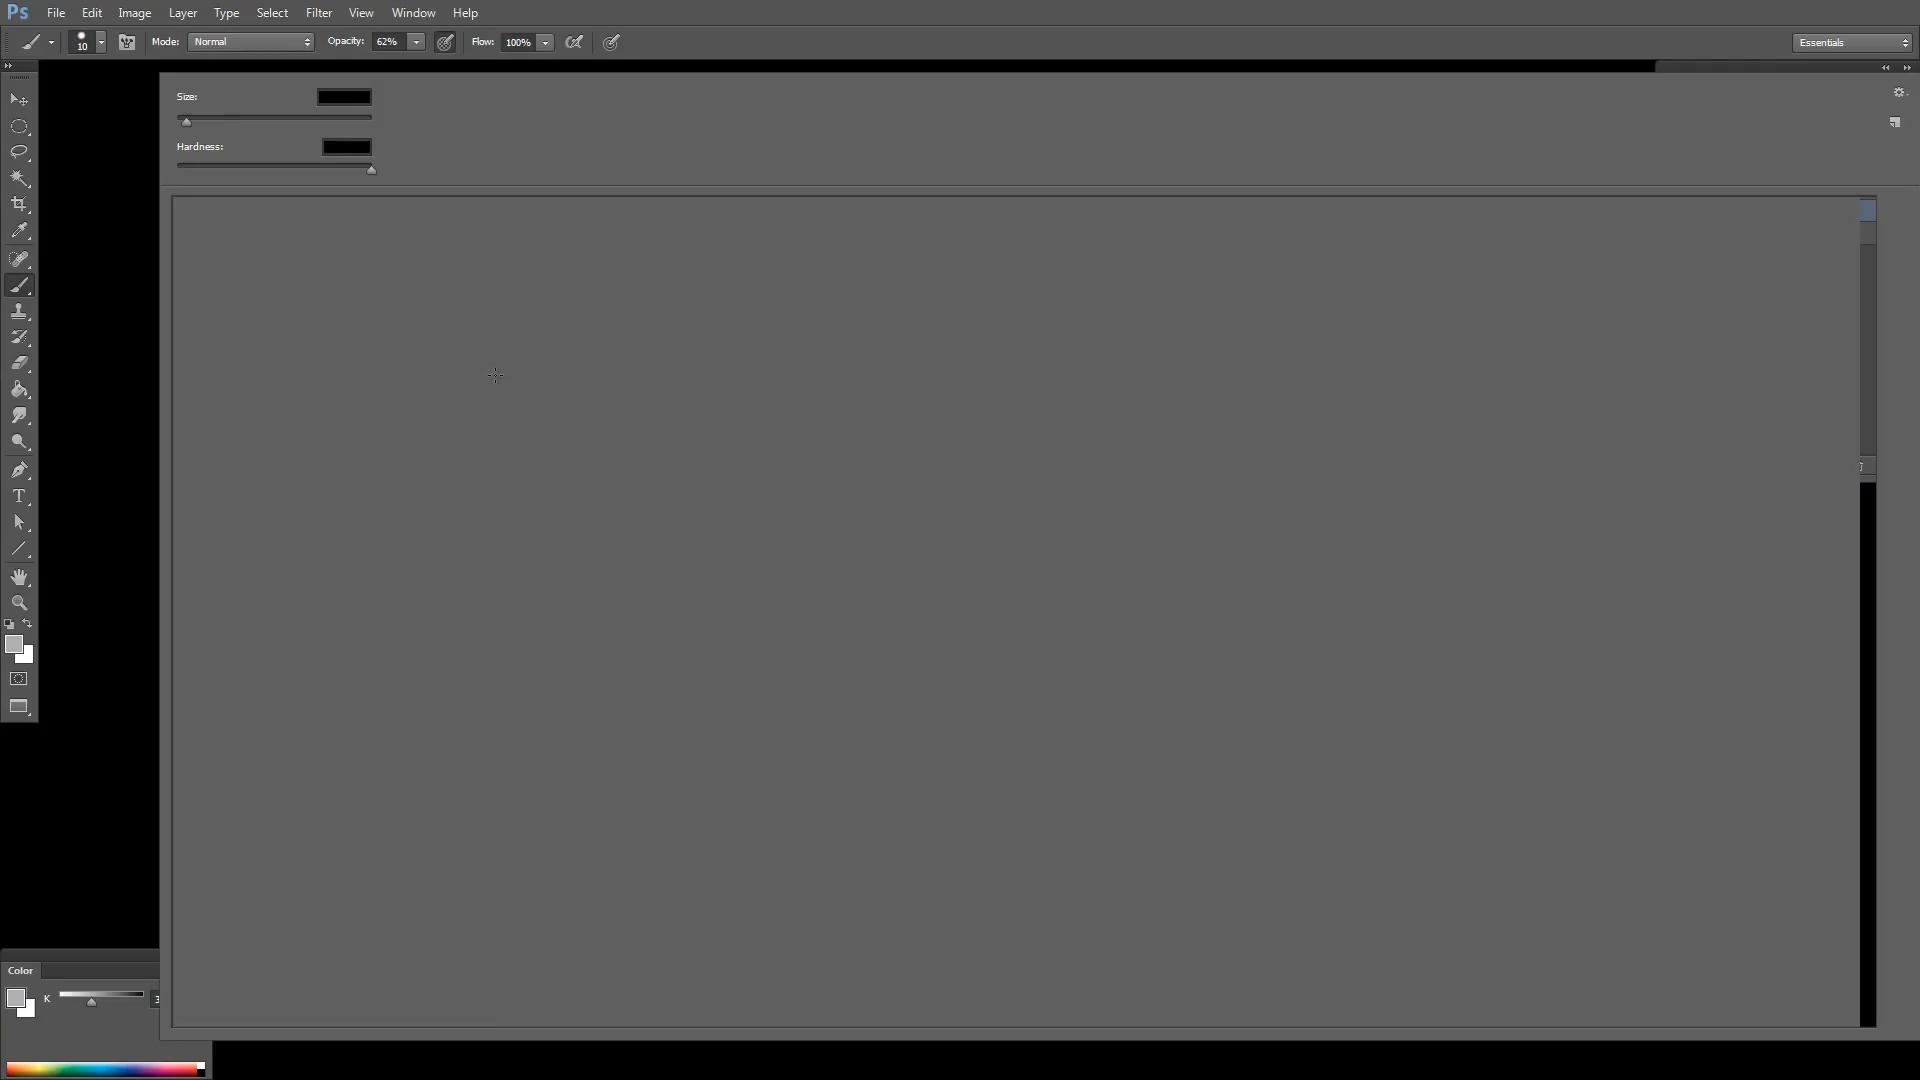 Ps File Edit Image Layer Type Select Filter View Window Help
10 Mode: Normal Opacity: 62% Flow: 100% Essentials
Size:
Hardness:
T
Color
K